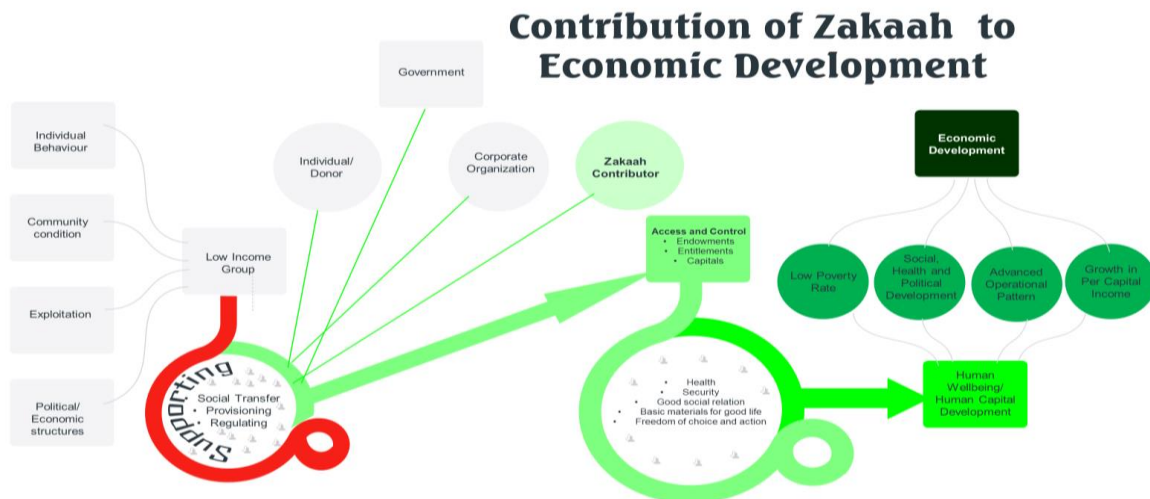 Contribution of Zakaah to
Economic Development
Government
Individual
Behaviour
Individual/
Donor
Corporate
Organization
Zakaah
Contributor
Economic
Development
Community
condition
Low Income
Group
Access and Control
• Endowments
• Entitlements
• Capitals
Low Poverty
Rate
Social,
Health and
Political
Development
Advanced
Operational
Pattern
Growth in
Per Capital
Income
Exploitation
Supporting
Social Transfer
• Provisioning
• Regulating
• Health
• Security
• Good social relation
• Basic materials for good life
• Freedom of choice and action
Human
Wellbeing/
Human Capital
Development
Political/
Economic
structures